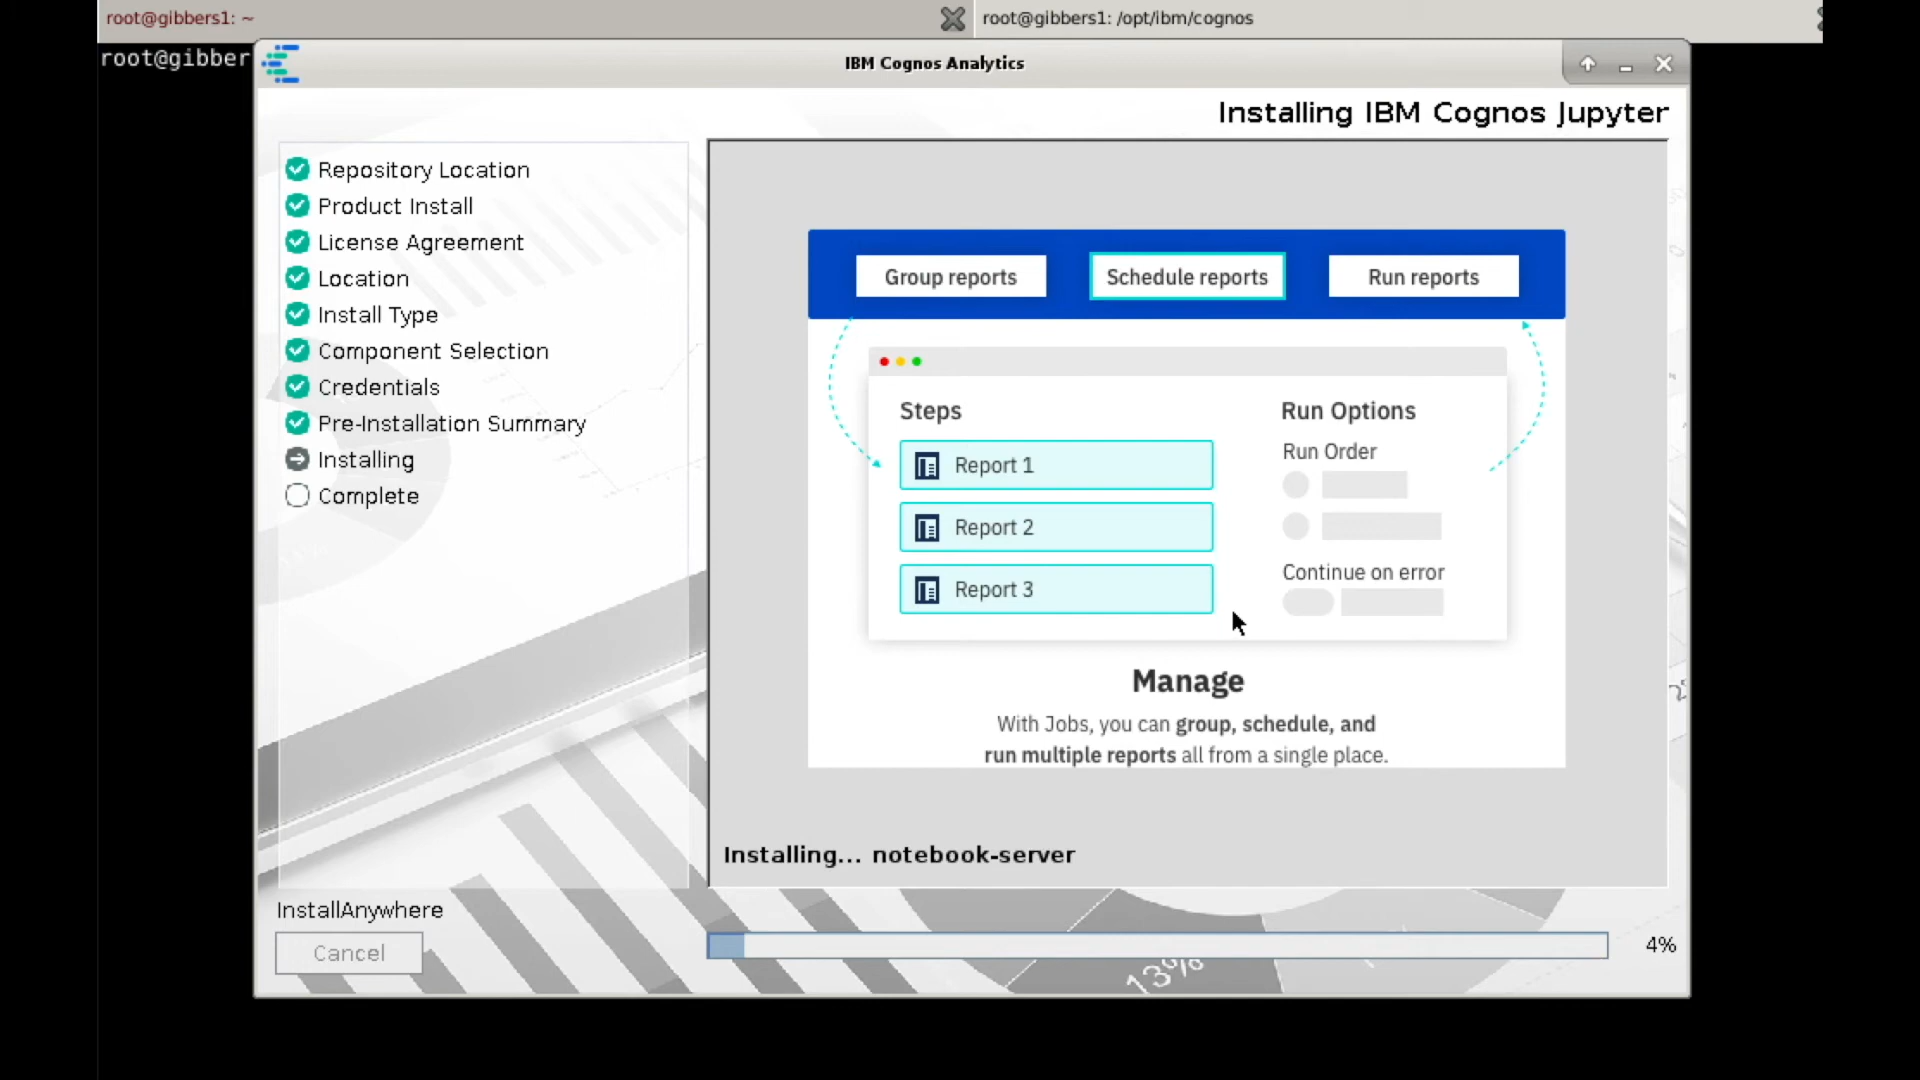 root@gibbers1: ~
root@gibbers1: /opt/ibm/cognos
root@gibber
IBM Cognos Analytics
Installing IBM Cognos Jupyter
Repository Location
Product Install
License Agreement
Location
Install Type
Component Selection
Credentials
Pre-Installation Summary
Installing
Complete
Group reports
Schedule reports
Run reports
Steps
Run Options
Report 1
Report 2
Report 3
Run Order
Continue on error
Manage
With Jobs, you can group, schedule, and
run multiple reports all from a single place.
Installing... notebook-server
InstallAnywhere
Cancel
4%
13%